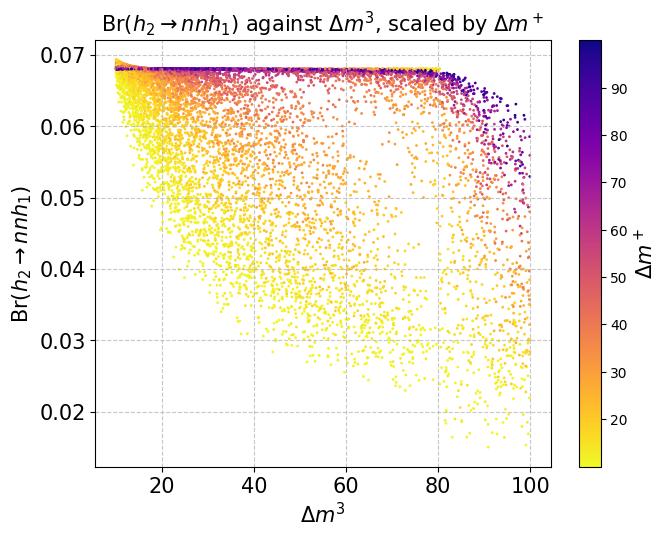 Br(h₂ → nnh₁) against Δm³, scaled by Δm⁺
0.07
0.06
0.05
0.04
0.03
0.02
Br(h₂ → nnh₁)
20 40 60 80 100
Δm³
90
80
70
60
50
40
30
20
Δm⁺